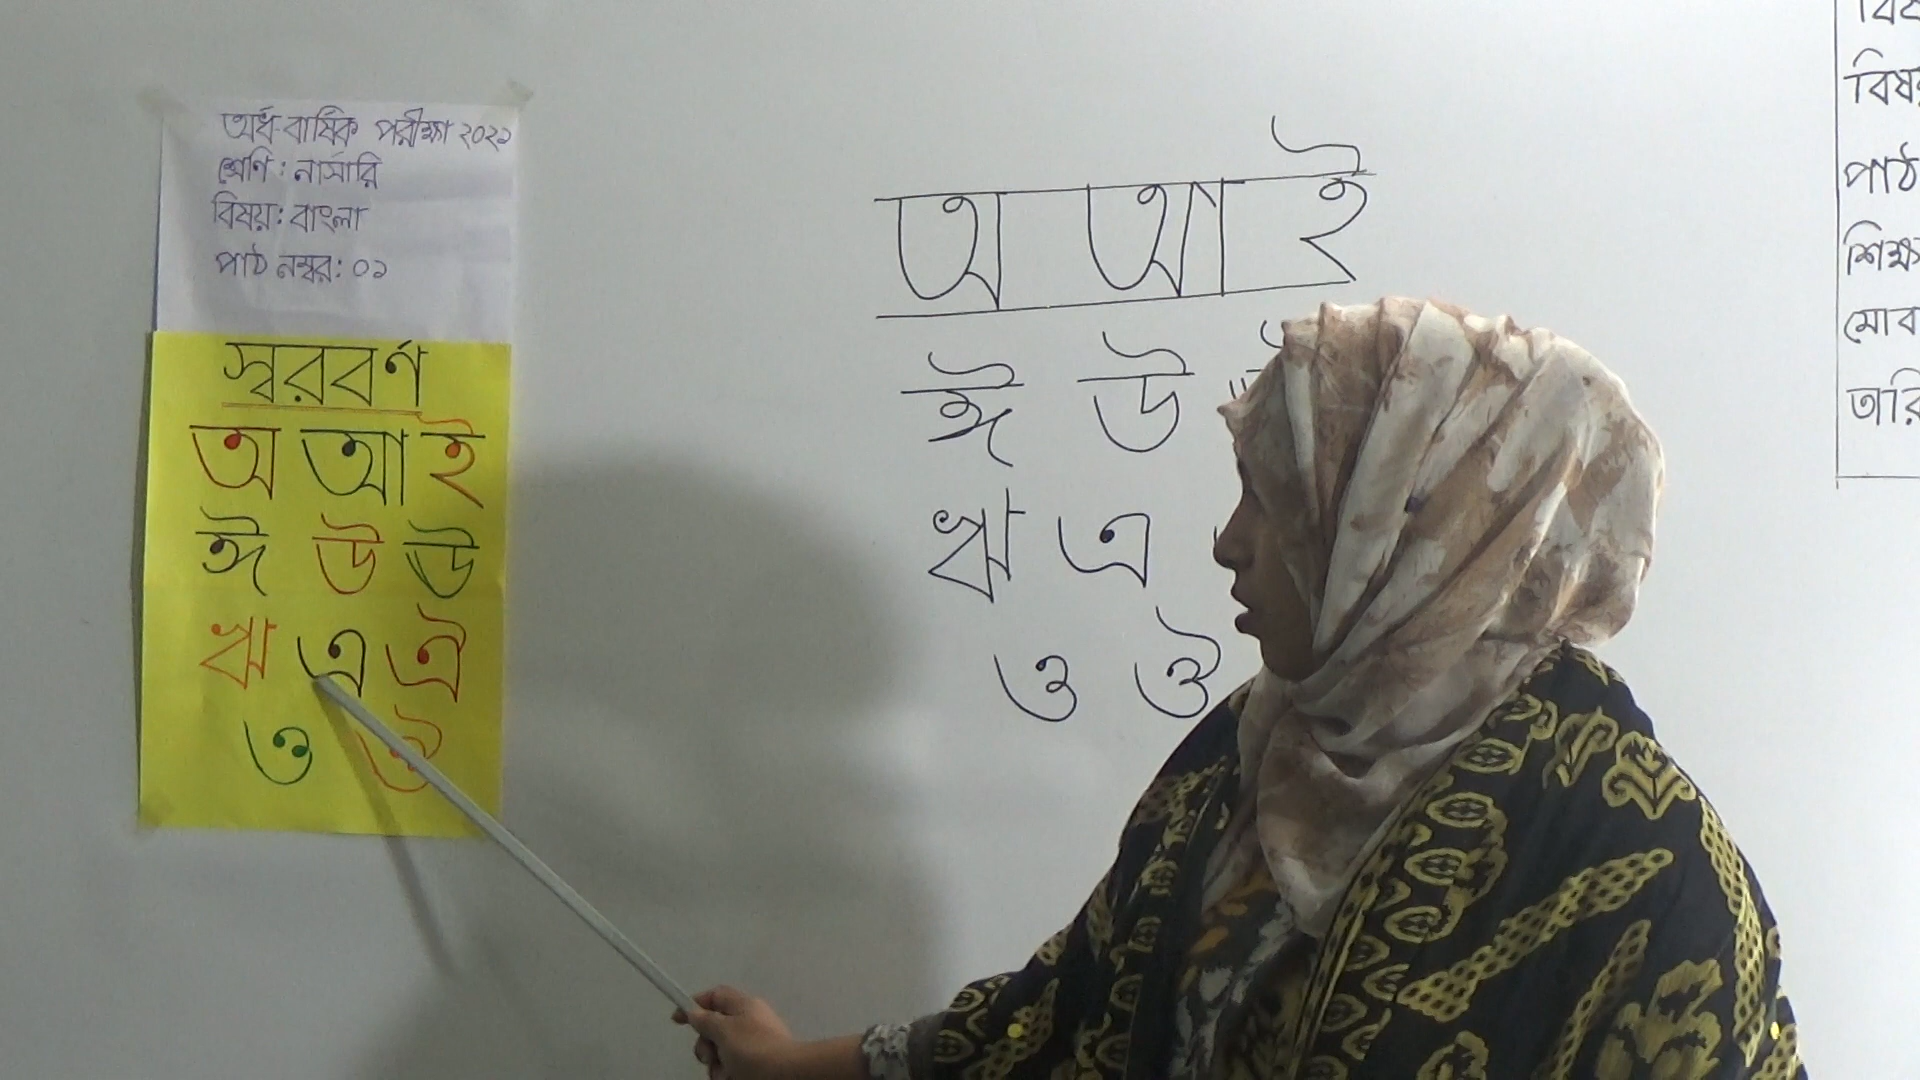 অর্ধ-বার্ষিক পরীক্ষা ২০২১
শ্রেণি: নার্সারি
বিষয়: বাংলা
পাঠ নম্বর: ০১
স্বরবর্ণ
অ আ ই
ঈ উ ঊ
ঋ এ ঐ
ও ঔ
অ আ ই
ঈ উ
ঋ এ
ও ঔ
পাঠ